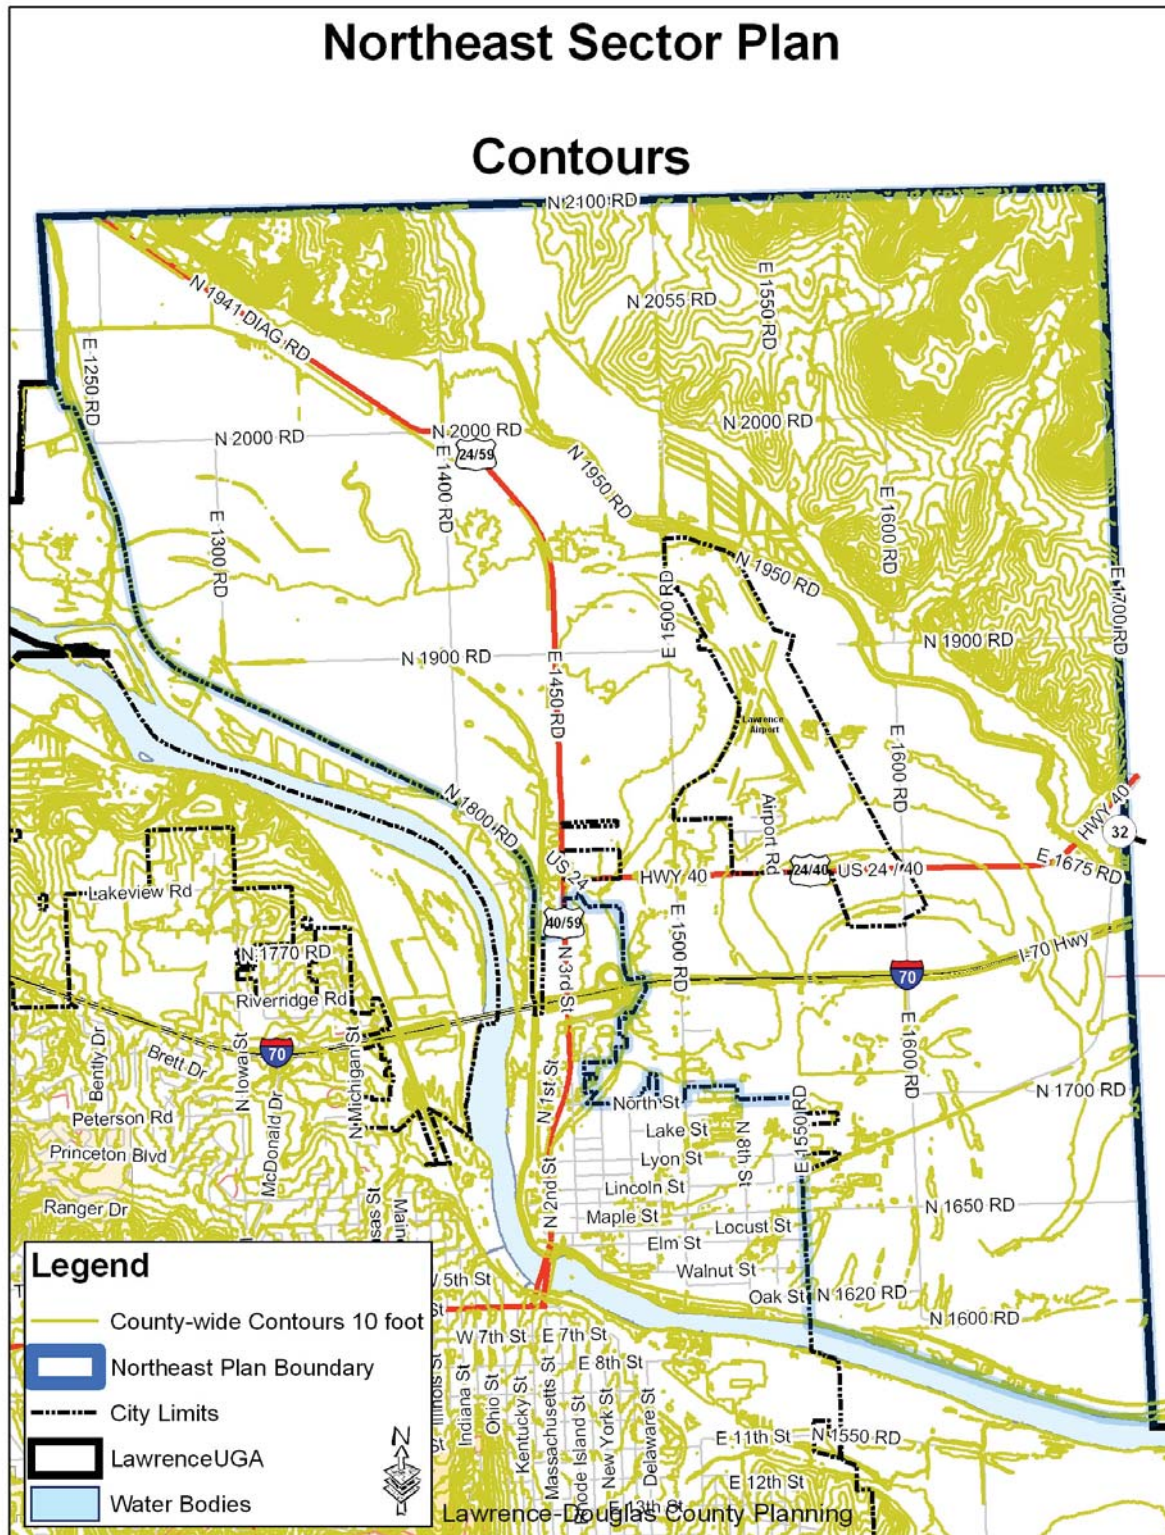 Northeast Sector Plan
Contours
N 2100 RD
N 1941 DIAG RD
N 2055 RD
E 1550 RD
E 1250 RD
N 2000 RD
N 2000 RD
N 2000 RD
24/59
E 1400 RD
N 1950 RD
E 1300 RD
E 1600 RD
N 1950 RD
E 1500 RD
E 1700 RD
N 1900 RD
N 1900 RD
E 1450 RD
Lawrence
Airport
E 1600 RD
N 1800 RD
Airport Rd
HWY 40
32
US 24
HWY 40
24/40
US 24 / 40
E 1675 RD
Lakeview Rd
40/59
E 1500 RD
N 1770 RD
N 3rd St
I-70 Hwy
70
Riverridge Rd
Bently Dr
Brett Dr
N Iowa St
70
N Michigan St
E 1600 RD
N 1st St
N 1700 RD
McDonald Dr
North St
Peterson Rd
Lake St
N 8th St
E 1550 RD
Princeton Blvd
Lyon St
Lincoln St
N 2nd St
Ranger Dr
Maple St
Locust St
N 1650 RD
Elm St
Walnut St
Oak St
N 1620 RD
N 1600 RD
W 7th St
E 7th St
E 8th St
Indiana St
Ohio St
Kentucky St
Massachusetts St
New York St
Delaware St
E 11th St
N 1550 RD
E 12th St
E 13th St
Legend
County-wide Contours 10 foot
Northeast Plan Boundary
City Limits
LawrenceUGA
Water Bodies
N
Lawrence-Douglas County Planning